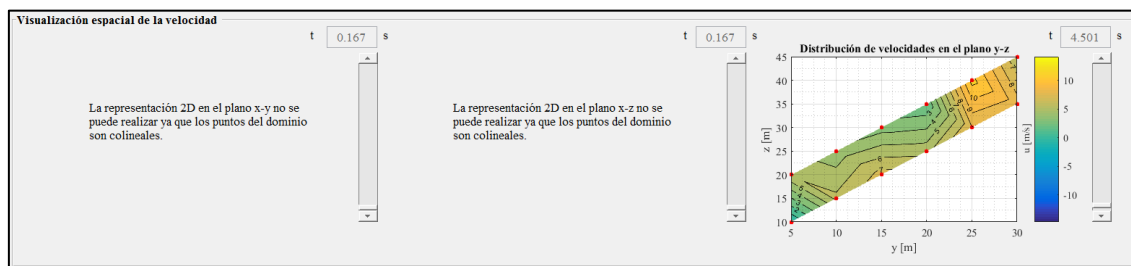 Visualización espacial de la velocidad
t 0.167 s
t 0.167 s
t 4.501 s
La representación 2D en el plano x-y no se
puede realizar ya que los puntos del dominio
son colineales.
La representación 2D en el plano x-z no se
puede realizar ya que los puntos del dominio
son colineales.
Distribución de velocidades en el plano y-z
45
40
35
30
25
20
15
10
z [m]
5 10 15 20 25 30
y [m]
10
5
0
-5
-10
u [m/s]